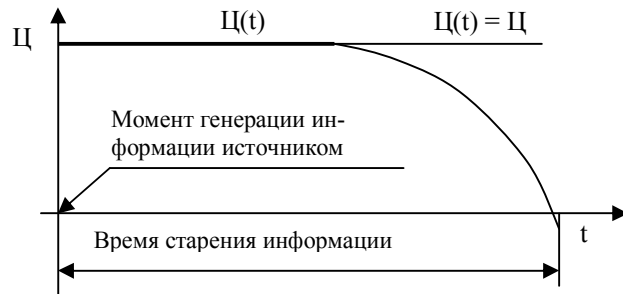 Ц Ц(t) Ц(t) = Ц
Момент генерации ин-
формации источником
Время старения информации t